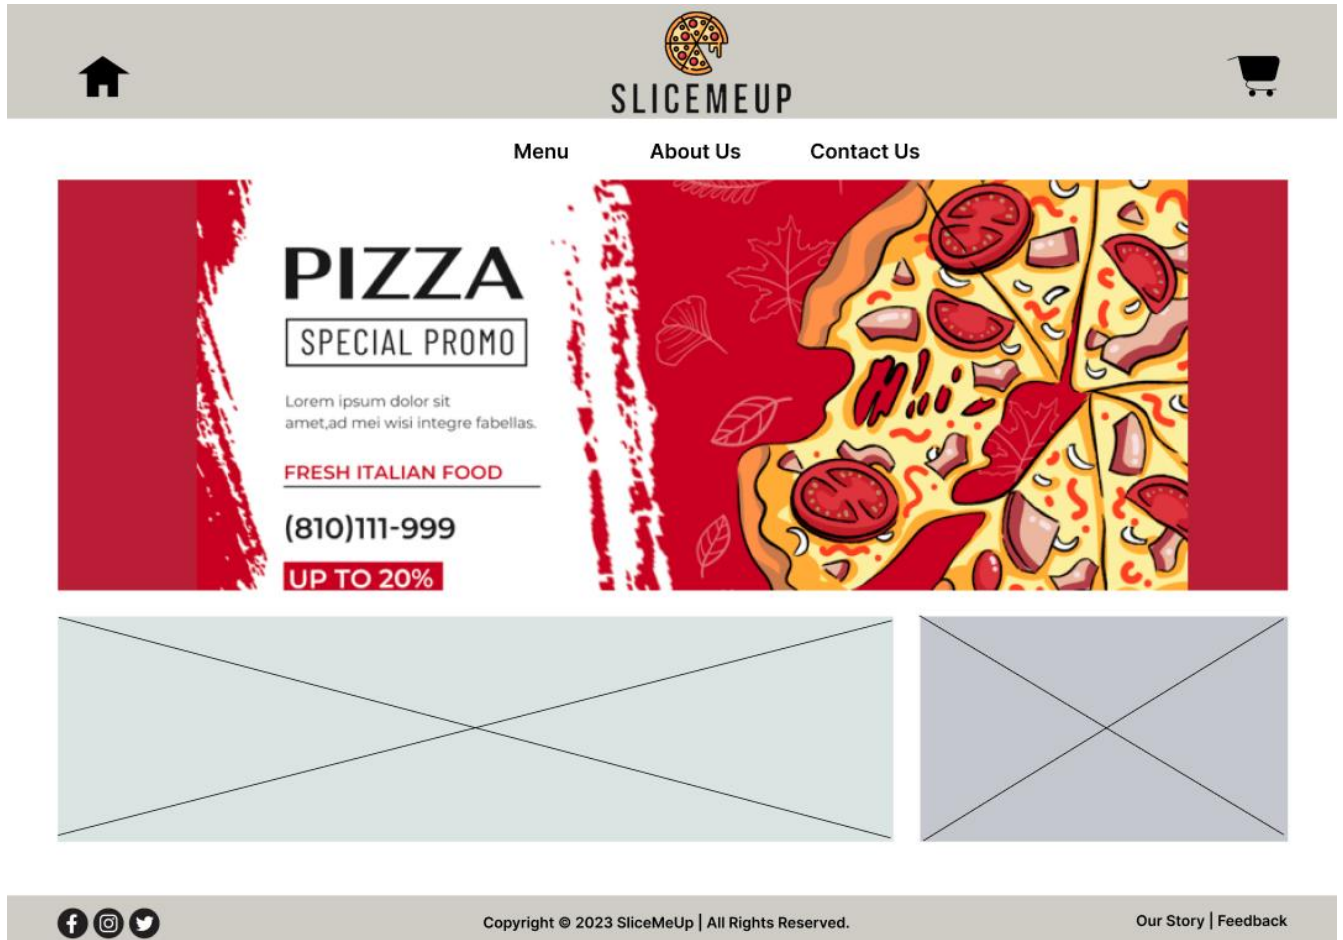 SLICEMEUP
Menu About Us Contact Us
PIZZA
SPECIAL PROMO
Lorem ipsum dolor sit
amet,ad mei wisi integre fabellas.
FRESH ITALIAN FOOD
(810)111-999
UP TO 20%
Copyright © 2023 SliceMeUp | All Rights Reserved.
Our Story | Feedback